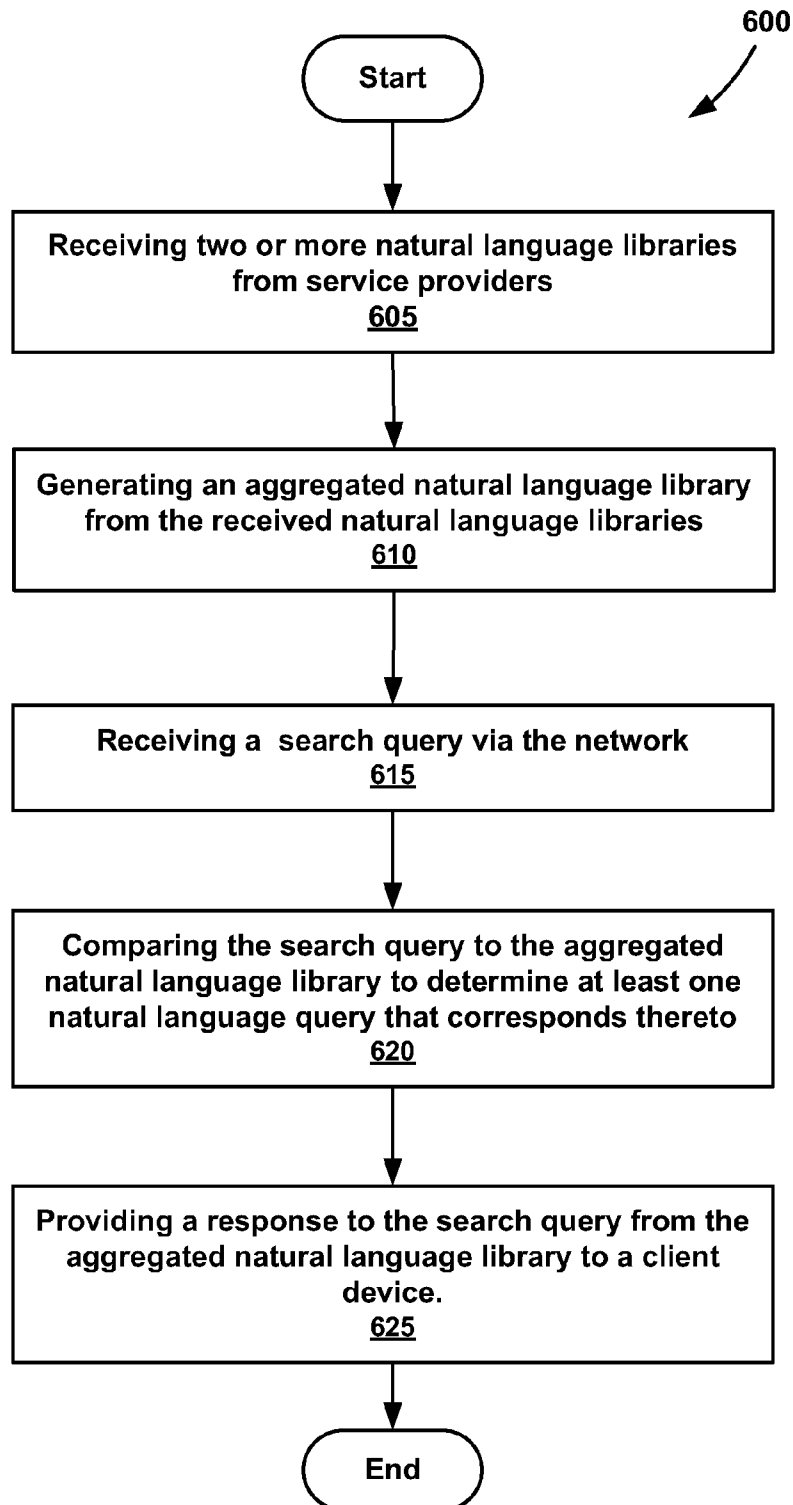 600
Start
Receiving two or more natural language libraries
from service providers
605
Generating an aggregated natural language library
from the received natural language libraries
610
Receiving a search query via the network
615
Comparing the search query to the aggregated
natural language library to determine at least one
natural language query that corresponds thereto
620
Providing a response to the search query from the
aggregated natural language library to a client
device.
625
End